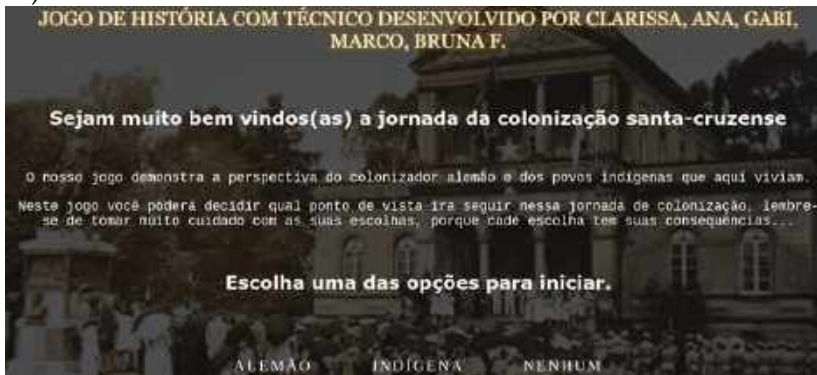 JOGO DE HISTÓRIA COM TÉCNICO DESENVOLVIDO POR CLARISSA, ANA, GABI,
MARCO, BRUNA F.
Sejam muito bem vindos(as) a jornada da colonização santa-cruzense
O nosso jogo demonstra a perspectiva do colonizador alemão e dos povos indígenas que aqui viviam.
Neste jogo você poderá decidir qual ponto de vista ira seguir nessa jornada de colonização, lembre-
se de tomar muito cuidado com as suas escolhas, porque cade escolha tem suas consequências...
Escolha uma das opções para iniciar.
ALEMÃO INDÍGENA NENHUM